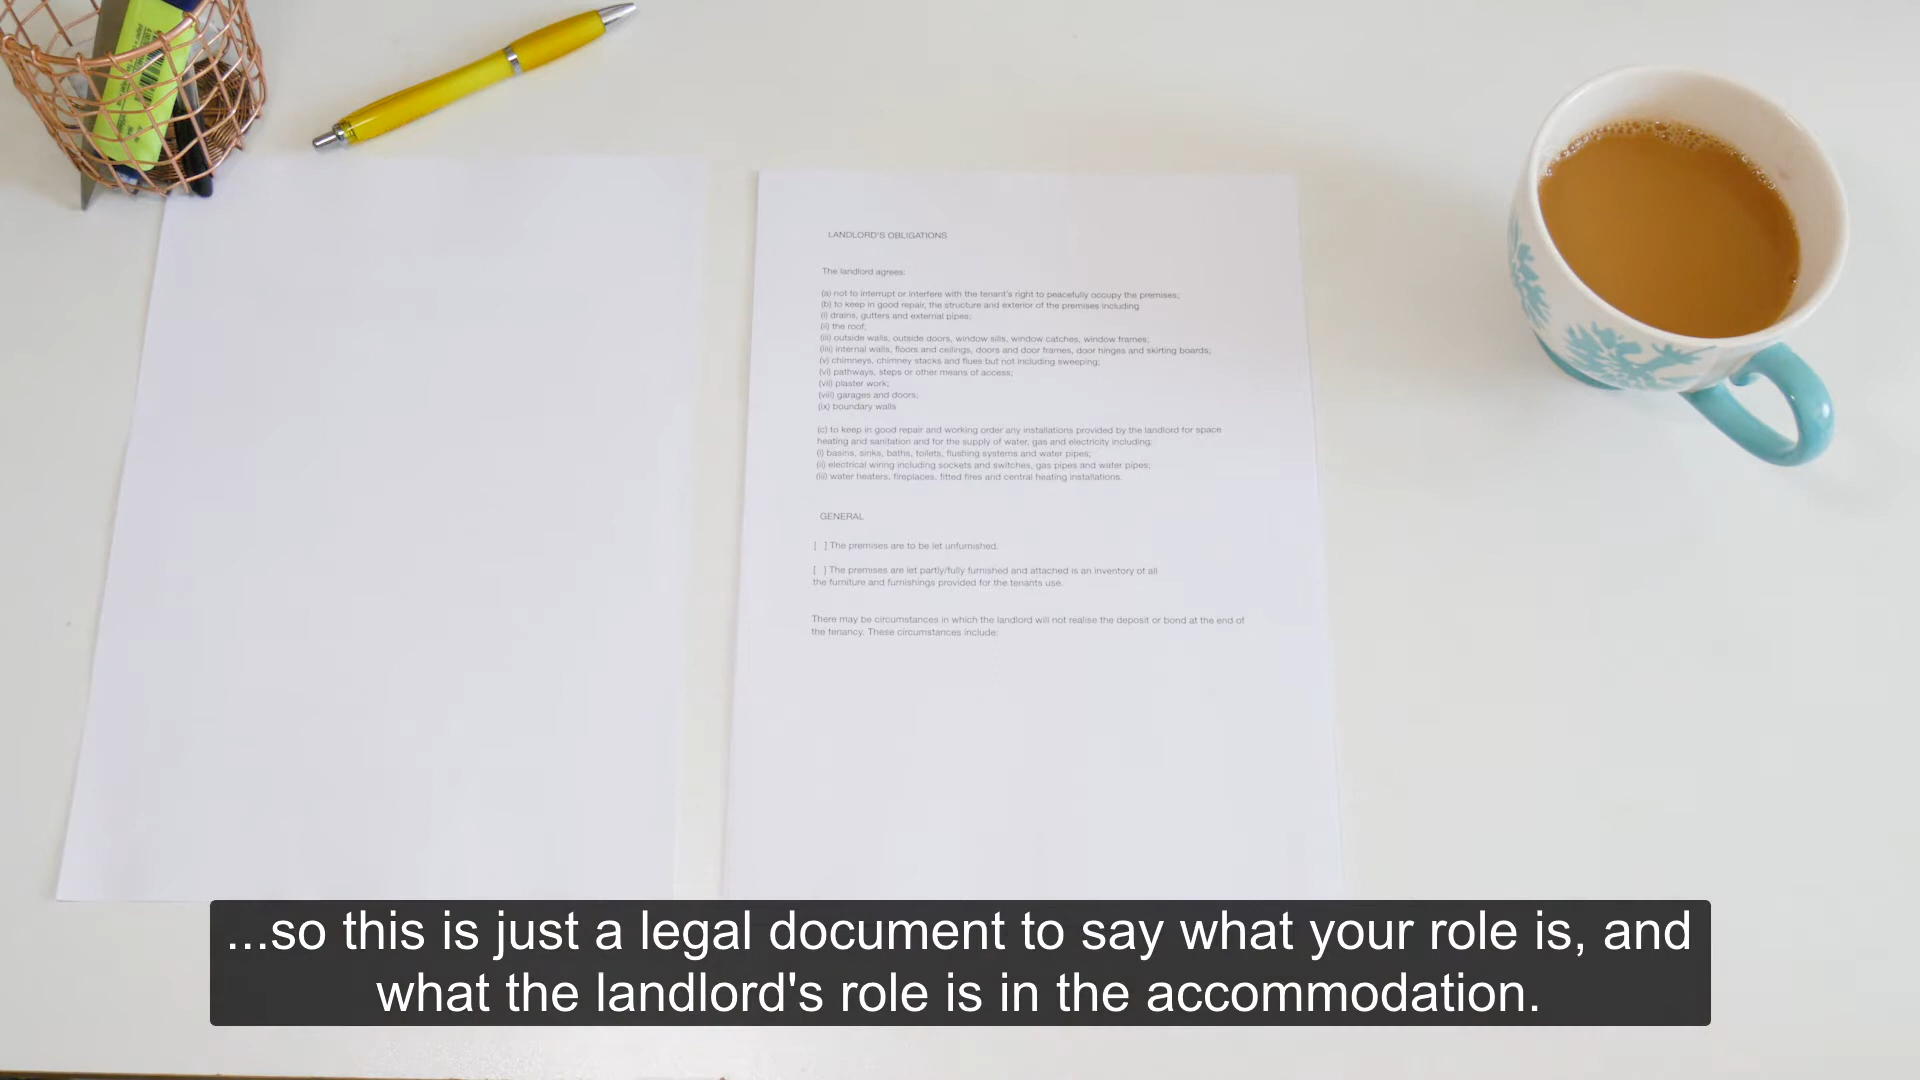 LANDLORD'S OBLIGATIONS
The landlord agrees:
(a) not to interrupt or interfere with the tenant's right to peacefully occupy the premises;
(b) to keep in good repair, the structure and exterior of the premises including
(i) drains, gutters and external pipes;
(ii) the roof;
(iii) outside walls, outside doors, window sills, window catches, window frames;
(iiii) internal walls, floors and ceilings, doors and door frames, door hinges and skirting boards;
(v) chimneys, chimney stacks and flues but not including sweeping;
(vi) pathways, steps or other means of access;
(vii) plaster work;
(viii) garages and doors;
(ix) boundary walls
(c) to keep in good repair and working order any installations provided by the landlord for space
heating and sanitation and for the supply of water, gas and electricity including:
(i) basins, sinks, baths, toilets, flushing systems and water pipes;
(ii) electrical wiring including sockets and switches, gas pipes and water pipes;
(iii) water heaters, fireplaces, fitted fires and central heating installations.
GENERAL
[ ] The premises are to be let unfurnished.
[ ] The premises are let partly/fully furnished and attached is an inventory of all
the furniture and furnishings provided for the tenants use.
There may be circumstances in which the landlord will not realise the deposit or bond at the end of
the tenancy. These circumstances include:
...so this is just a legal document to say what your role is, and
what the landlord's role is in the accommodation.